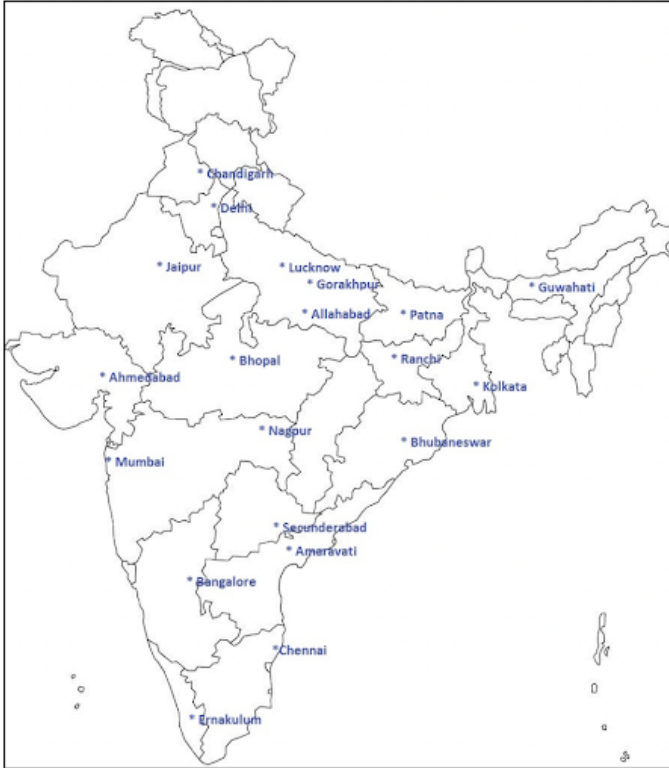 * Chandigarh
* Delhi
* Jaipur
* Lucknow
* Gorakhpur
* Guwahati
* Allahabad
* Patna
* Bhopal
* Ranchi
* Ahmedabad
* Kolkata
* Nagpur
* Bhubaneswar
* Mumbai
* Secunderabad
* Amaravati
* Bangalore
*Chennai
* Ernakulum